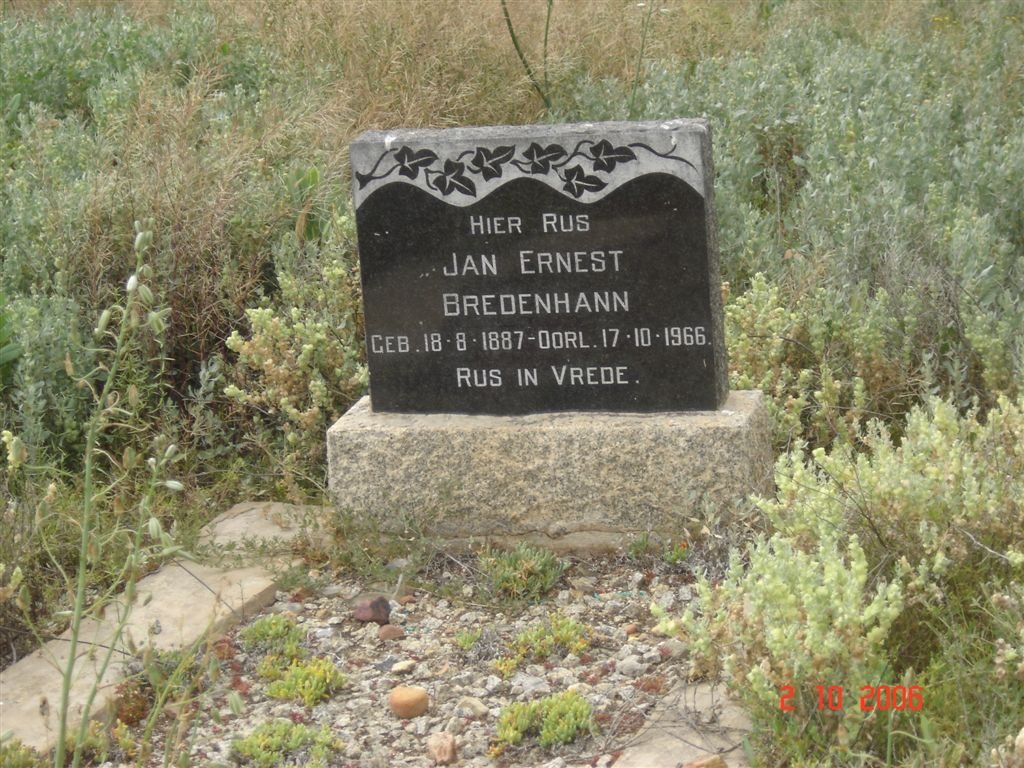 HIER RUS
JAN ERNEST
BREDENHANN
GEB. 18·8·1887-OORL. 17·10·1966.
RUS IN VREDE.
2 10 2006